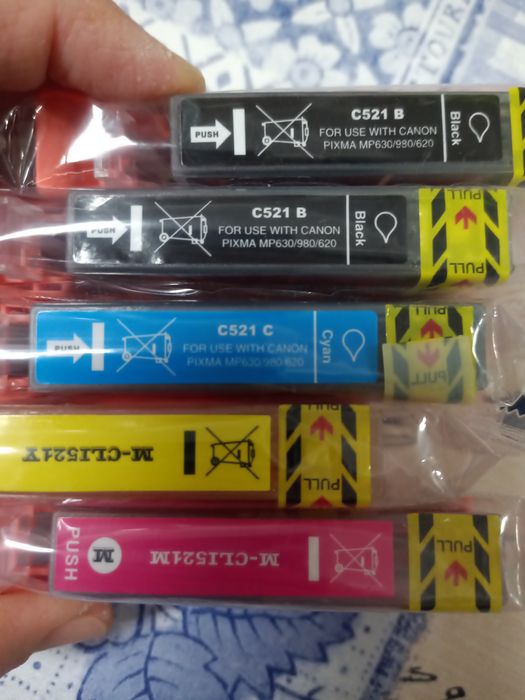 C521 B
PUSH
FOR USE WITH CANON
PIXMA MP630/980/620
Black
C521 B
PUSH
FOR USE WITH CANON
PIXMA MP630/980/620
Black
PULL
PULL
C521 C
PUSH
FOR USE WITH CANON
PIXMA MP630/980/620
Cyan
PULL
M-CLI521Y
PULL
PULL
PUSH
M
M-CLI521M
PULL